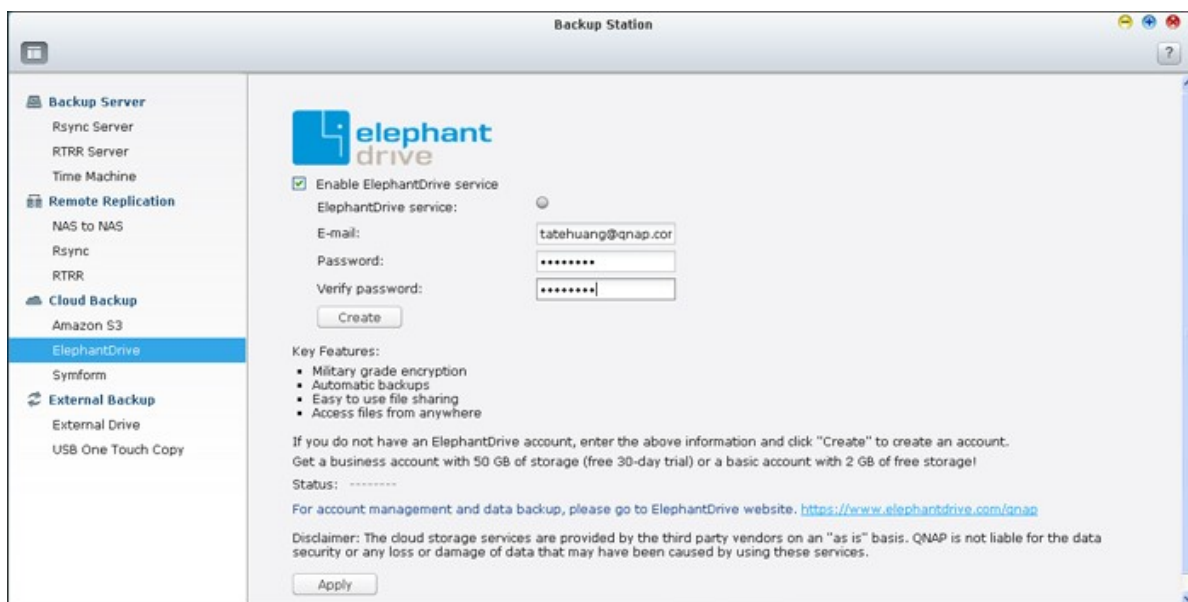 Backup Station
?
Backup Server
Rsync Server
RTRR Server
Time Machine
Remote Replication
NAS to NAS
Rsync
RTRR
Cloud Backup
Amazon S3
ElephantDrive
Symform
External Backup
External Drive
USB One Touch Copy
elephant
drive
Enable ElephantDrive service
ElephantDrive service:
E-mail: tatehuang@qnap.cor
Password: ••••••••
Verify password: ••••••••
Create
Key Features:
▪ Military grade encryption
▪ Automatic backups
▪ Easy to use file sharing
▪ Access files from anywhere
If you do not have an ElephantDrive account, enter the above information and click "Create" to create an account.
Get a business account with 50 GB of storage (free 30-day trial) or a basic account with 2 GB of free storage!
Status: --------
For account management and data backup, please go to ElephantDrive website. https://www.elephantdrive.com/qnap
Disclaimer: The cloud storage services are provided by the third party vendors on an "as is" basis. QNAP is not liable for the data
security or any loss or damage of data that may have been caused by using these services.
Apply